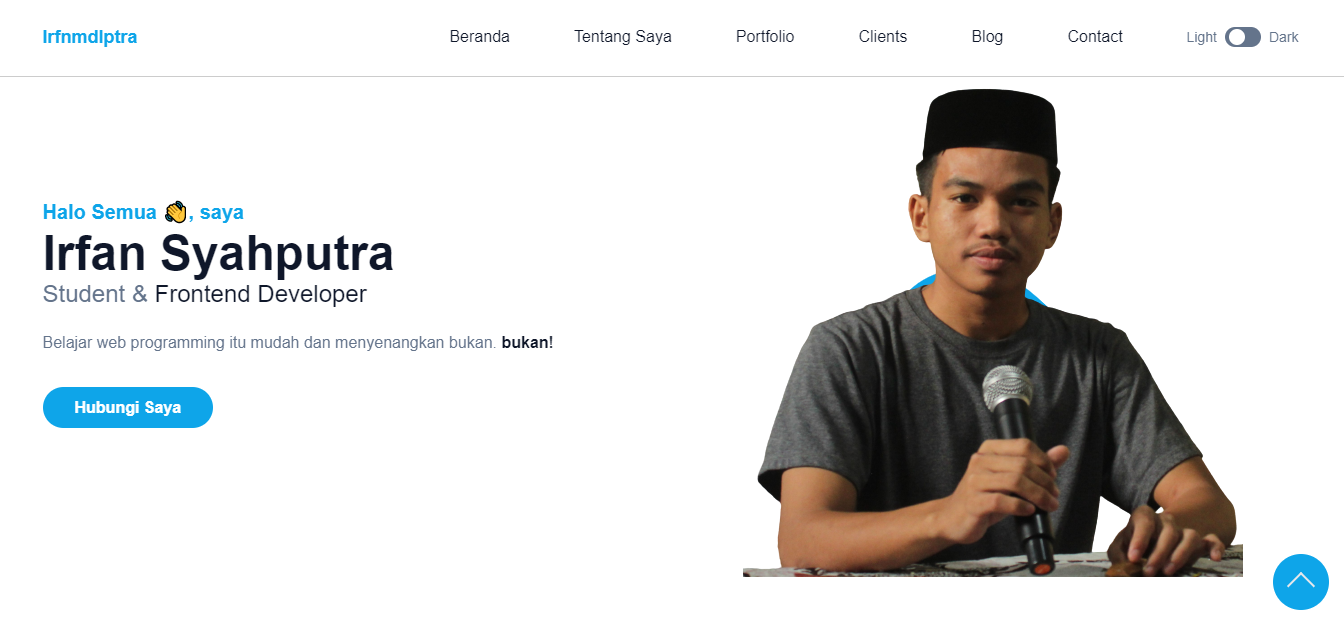 Irfnmdlptra
Beranda Tentang Saya Portfolio Clients Blog Contact Light Dark
Halo Semua 👏, saya
Irfan Syahputra
Student & Frontend Developer
Belajar web programming itu mudah dan menyenangkan bukan. bukan!
Hubungi Saya